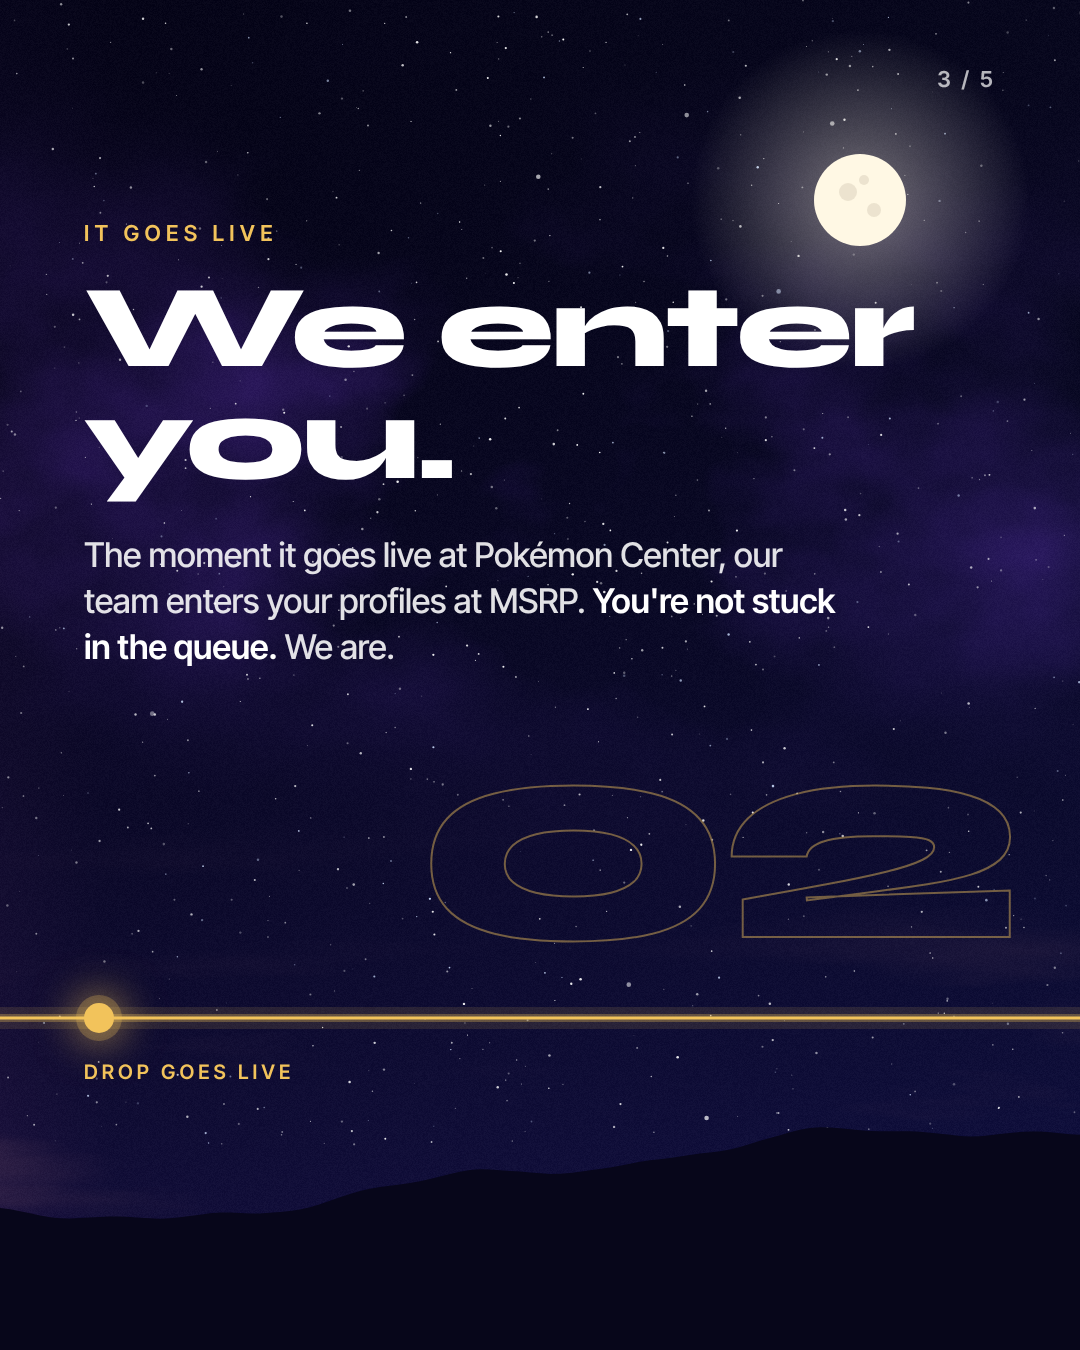 3 / 5
IT GOES LIVE
We enter
you.
The moment it goes live at Pokémon Center, our
team enters your profiles at MSRP. You're not stuck
in the queue. We are.
02
DROP GOES LIVE